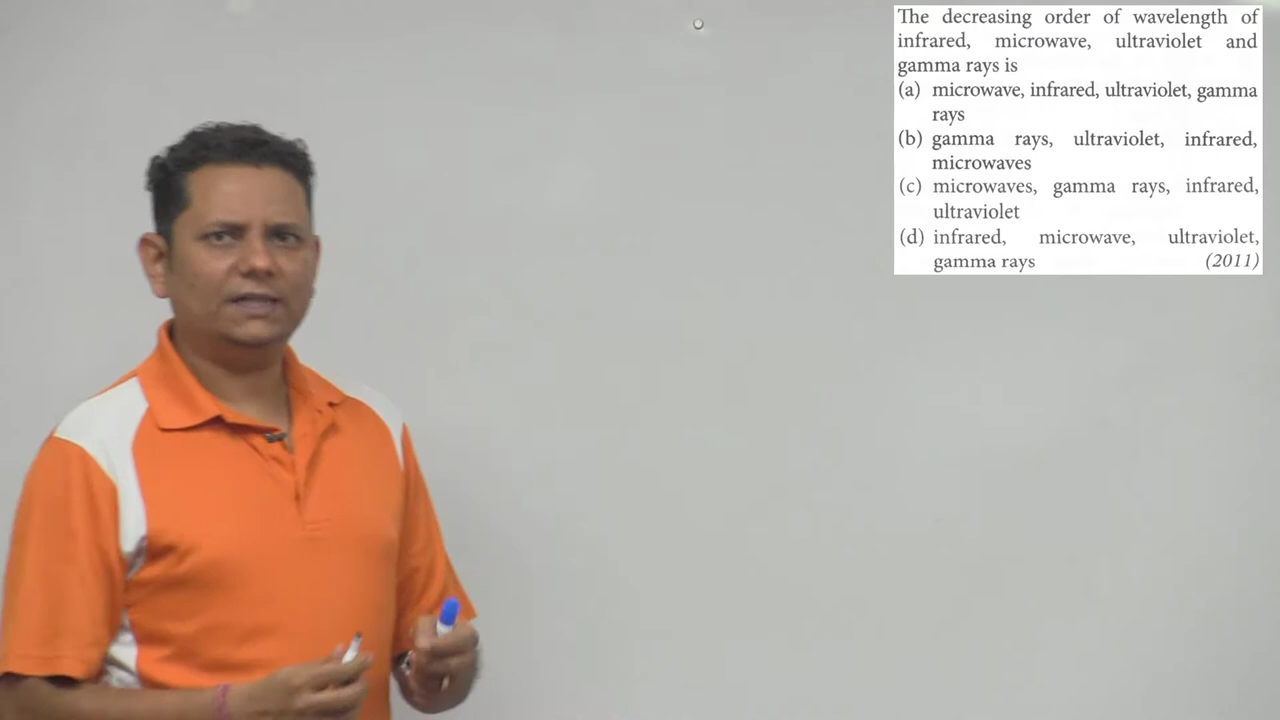 The decreasing order of wavelength of
infrared, microwave, ultraviolet and
gamma rays is
(a) microwave, infrared, ultraviolet, gamma
rays
(b) gamma rays, ultraviolet, infrared,
microwaves
(c) microwaves, gamma rays, infrared,
ultraviolet
(d) infrared, microwave, ultraviolet,
gamma rays (2011)